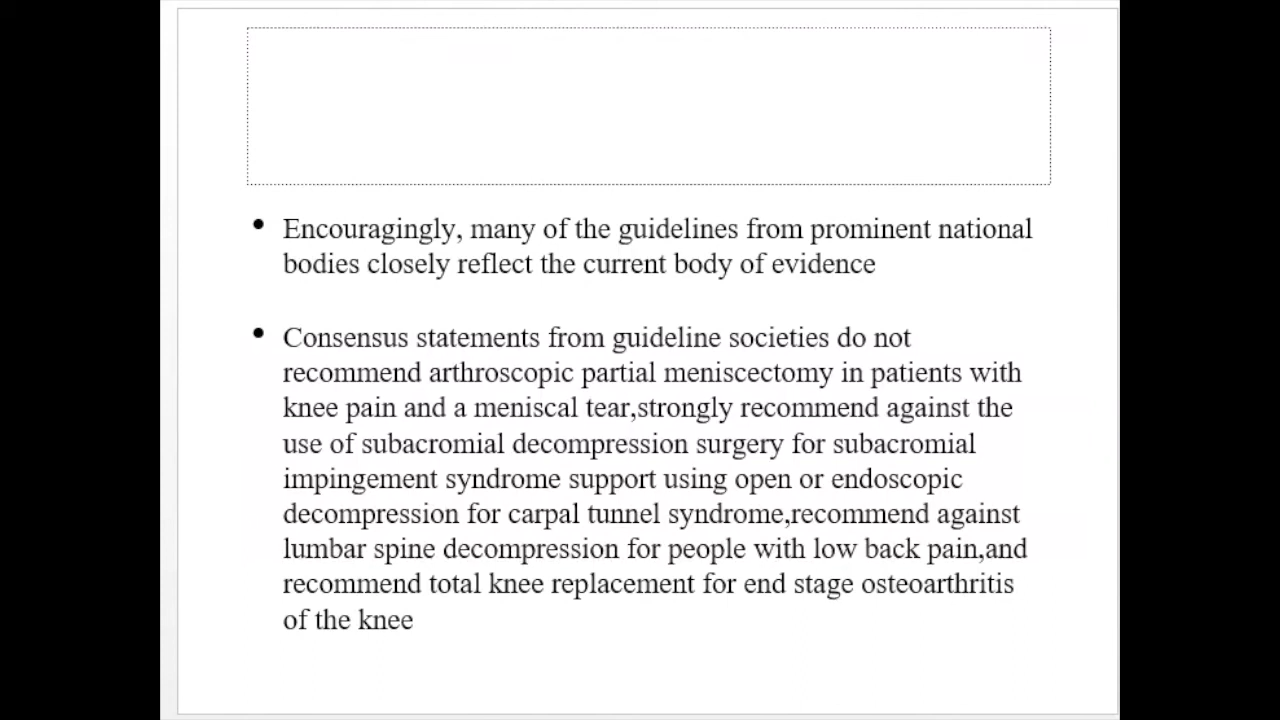 • Encouragingly, many of the guidelines from prominent national
bodies closely reflect the current body of evidence
• Consensus statements from guideline societies do not
recommend arthroscopic partial meniscectomy in patients with
knee pain and a meniscal tear,strongly recommend against the
use of subacromial decompression surgery for subacromial
impingement syndrome support using open or endoscopic
decompression for carpal tunnel syndrome,recommend against
lumbar spine decompression for people with low back pain,and
recommend total knee replacement for end stage osteoarthritis
of the knee